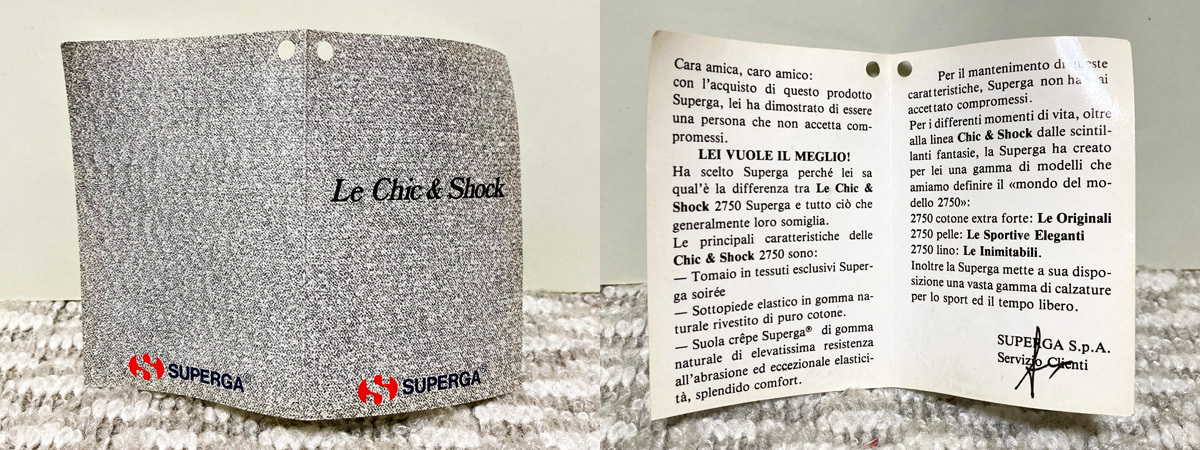 Le Chic & Shock
SUPERGA
SUPERGA
Cara amica, caro amico:
con l'acquisto di questo prodotto
Superga, lei ha dimostrato di essere
una persona che non accetta com-
promessi.
LEI VUOLE IL MEGLIO!
Ha scelto Superga perché lei sa
qual'è la differenza tra Le Chic &
Shock 2750 Superga e tutto ciò che
generalmente loro somiglia.
Le principali caratteristiche delle
Chic & Shock 2750 sono:
— Tomaio in tessuti esclusivi Super-
ga soirée
— Sottopiede elastico in gomma na-
turale rivestito di puro cotone.
— Suola crêpe Superga® di gomma
naturale di elevatissima resistenza
all'abrasione ed eccezionale elastici-
tà, splendido comfort.
Per il mantenimento di
caratteristiche, Superga non ha
accettato compromessi.
Per i differenti momenti di vita, oltre
alla linea Chic & Shock dalle scintil-
lanti fantasie, la Superga ha creato
per lei una gamma di modelli che
amiamo definire il «mondo del mo-
dello 2750»:
2750 cotone extra forte: Le Originali
2750 pelle: Le Sportive Eleganti
2750 lino: Le Inimitabili.
Inoltre la Superga mette a sua dispo-
sizione una vasta gamma di calzature
per lo sport ed il tempo libero.
SUPERGA S.p.A.
Servizio Clienti